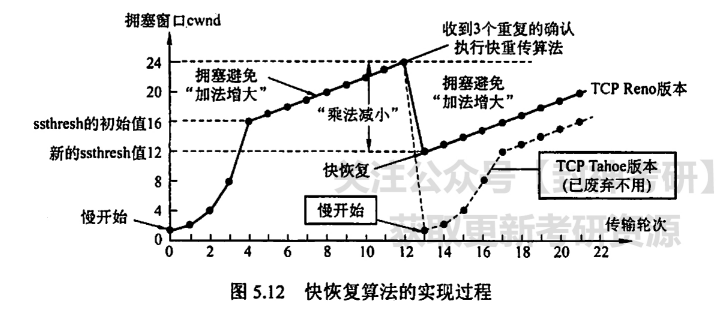 拥塞窗口cwnd
收到3个重复的确认
执行快重传算法
24
20
ssthresh的初始值16
新的ssthresh值12
8
4
0
拥塞避免
“加法增大”
“乘法减小”
拥塞避免
“加法增大”
TCP Reno版本
快恢复
TCP Tahoe版本
(已废弃不用)
慢开始
慢开始
传输轮次
0 2 4 6 8 10 12 14 16 18 20 22
关注公众号
研】
获取更新考研资源
图 5.12 快恢复算法的实现过程